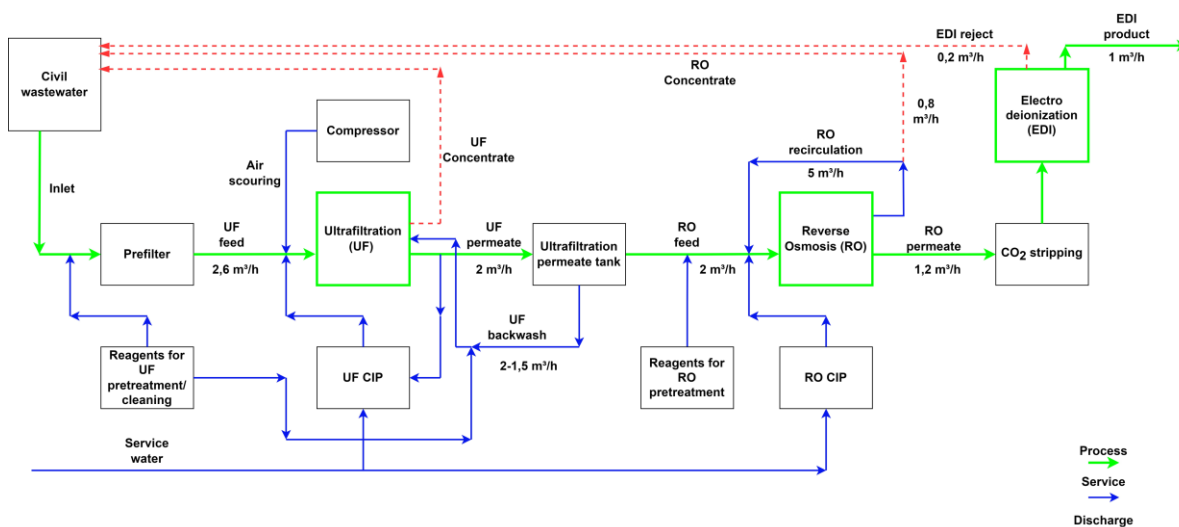 EDI reject
0,2 m³/h
EDI
product
1 m³/h
RO
Concentrate
Civil
wastewater
Electro
deionization
(EDI)
0,8
m³/h
Compressor
UF
Concentrate
RO
recirculation
5 m³/h
Air
scouring
Inlet
Prefilter
UF
feed
2,6 m³/h
Ultrafiltration
(UF)
UF
permeate
2 m³/h
Ultrafiltration
permeate tank
RO
feed
2 m³/h
Reverse
Osmosis (RO)
RO
permeate
1,2 m³/h
CO₂ stripping
UF
backwash
2-1,5 m³/h
Reagents for
UF
pretreatment/
cleaning
UF CIP
Reagents for
RO
pretreatment
RO CIP
Service
water
Process
Service
Discharge